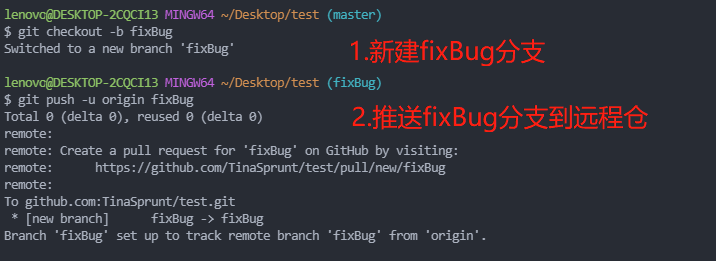 lenovo@DESKTOP-2CQCI13 MINGW64 ~/Desktop/test (master)
$ git checkout -b fixBug
Switched to a new branch 'fixBug'
1.新建fixBug分支
lenovo@DESKTOP-2CQCI13 MINGW64 ~/Desktop/test (fixBug)
$ git push -u origin fixBug
2.推送fixBug分支到远程仓
Total 0 (delta 0), reused 0 (delta 0)
remote:
remote: Create a pull request for 'fixBug' on GitHub by visiting:
remote:      https://github.com/TinaSprunt/test/pull/new/fixBug
remote:
To github.com:TinaSprunt/test.git
 * [new branch]      fixBug -> fixBug
Branch 'fixBug' set up to track remote branch 'fixBug' from 'origin'.